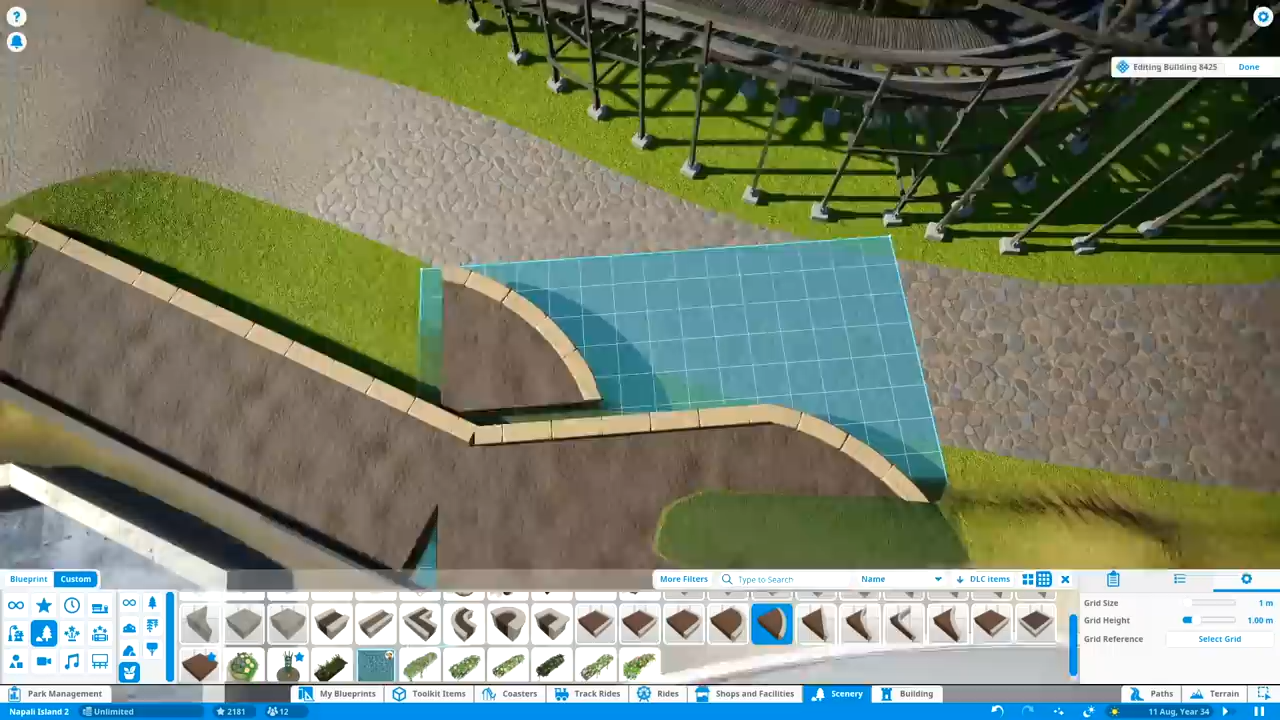 ?
Editing Building 8425 Done
Blueprint Custom
More Filters Type to Search Name DLC items
Grid Size 1 m
Grid Height 1.00 m
Grid Reference Select Grid
Park Management My Blueprints Toolkit Items Coasters Track Rides Rides Shops and Facilities Scenery Building Paths Terrain
Napali Island 2 Unlimited 2181 12 11 Aug, Year 34